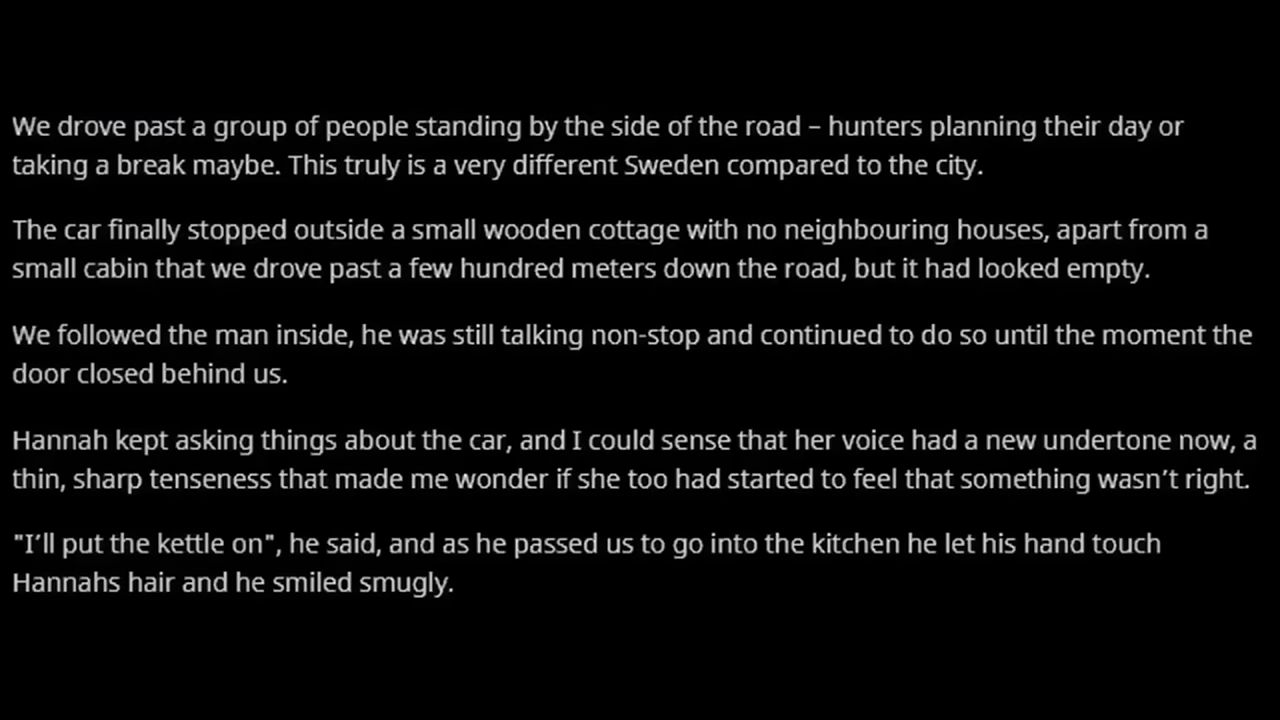 We drove past a group of people standing by the side of the road – hunters planning their day or
taking a break maybe. This truly is a very different Sweden compared to the city.
The car finally stopped outside a small wooden cottage with no neighbouring houses, apart from a
small cabin that we drove past a few hundred meters down the road, but it had looked empty.
We followed the man inside, he was still talking non-stop and continued to do so until the moment the
door closed behind us.
Hannah kept asking things about the car, and I could sense that her voice had a new undertone now, a
thin, sharp tenseness that made me wonder if she too had started to feel that something wasn’t right.
"I’ll put the kettle on", he said, and as he passed us to go into the kitchen he let his hand touch
Hannahs hair and he smiled smugly.